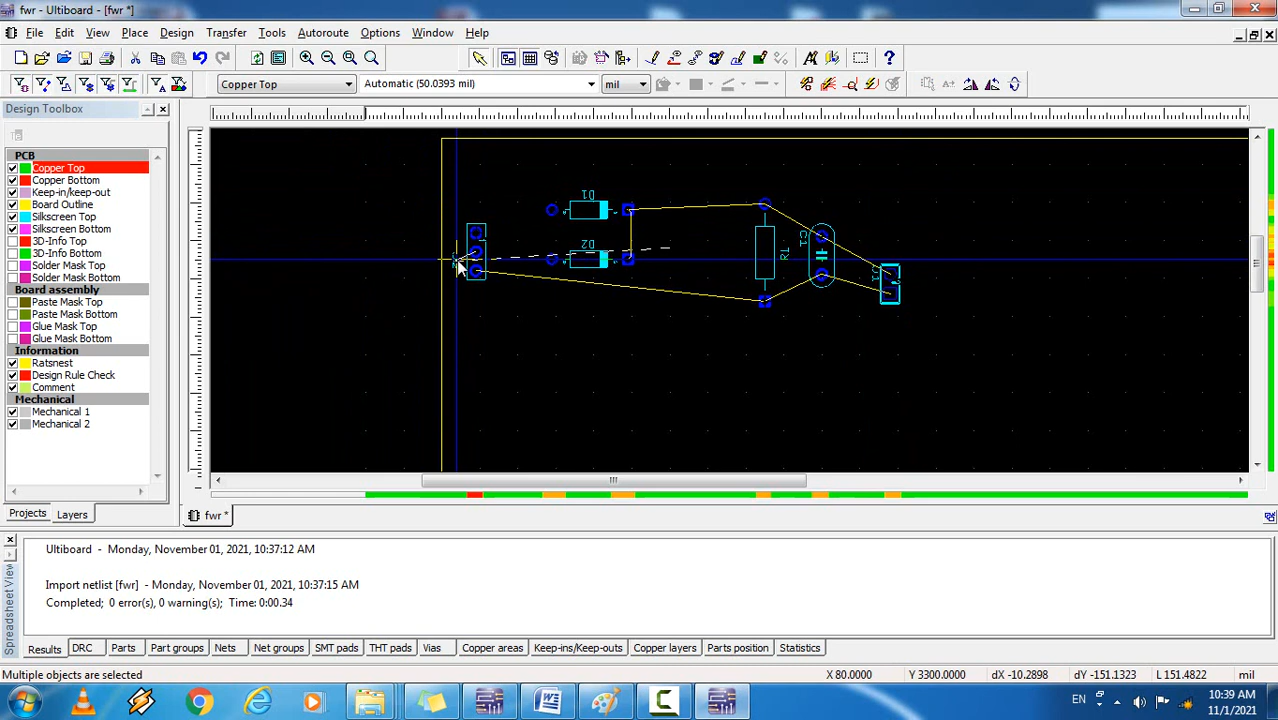 fwr - Ultiboard - [fwr *]
File Edit View Place Design Transfer Tools Autoroute Options Window Help
Copper Top Automatic (50.0393 mil) mil
Design Toolbox
PCB
Copper Top
Copper Bottom
Keep-in/keep-out
Board Outline
Silkscreen Top
Silkscreen Bottom
3D-Info Top
3D-Info Bottom
Solder Mask Top
Solder Mask Bottom
Board assembly
Paste Mask Top
Paste Mask Bottom
Glue Mask Top
Glue Mask Bottom
Information
Ratsnest
Design Rule Check
Comment
Mechanical
Mechanical 1
Mechanical 2
Projects Layers
D1
D2
C1
fwr *
Spreadsheet View
Ultiboard - Monday, November 01, 2021, 10:37:12 AM
Import netlist [fwr] - Monday, November 01, 2021, 10:37:15 AM
Completed; 0 error(s), 0 warning(s); Time: 0:00.34
Results DRC Parts Part groups Nets Net groups SMT pads THT pads Vias Copper areas Keep-ins/Keep-outs Copper layers Parts position Statistics
Multiple objects are selected X 80.0000 Y 3300.0000 dX -10.2898 dY -151.1323 L 151.4822 mil
EN 10:39 AM
11/1/2021